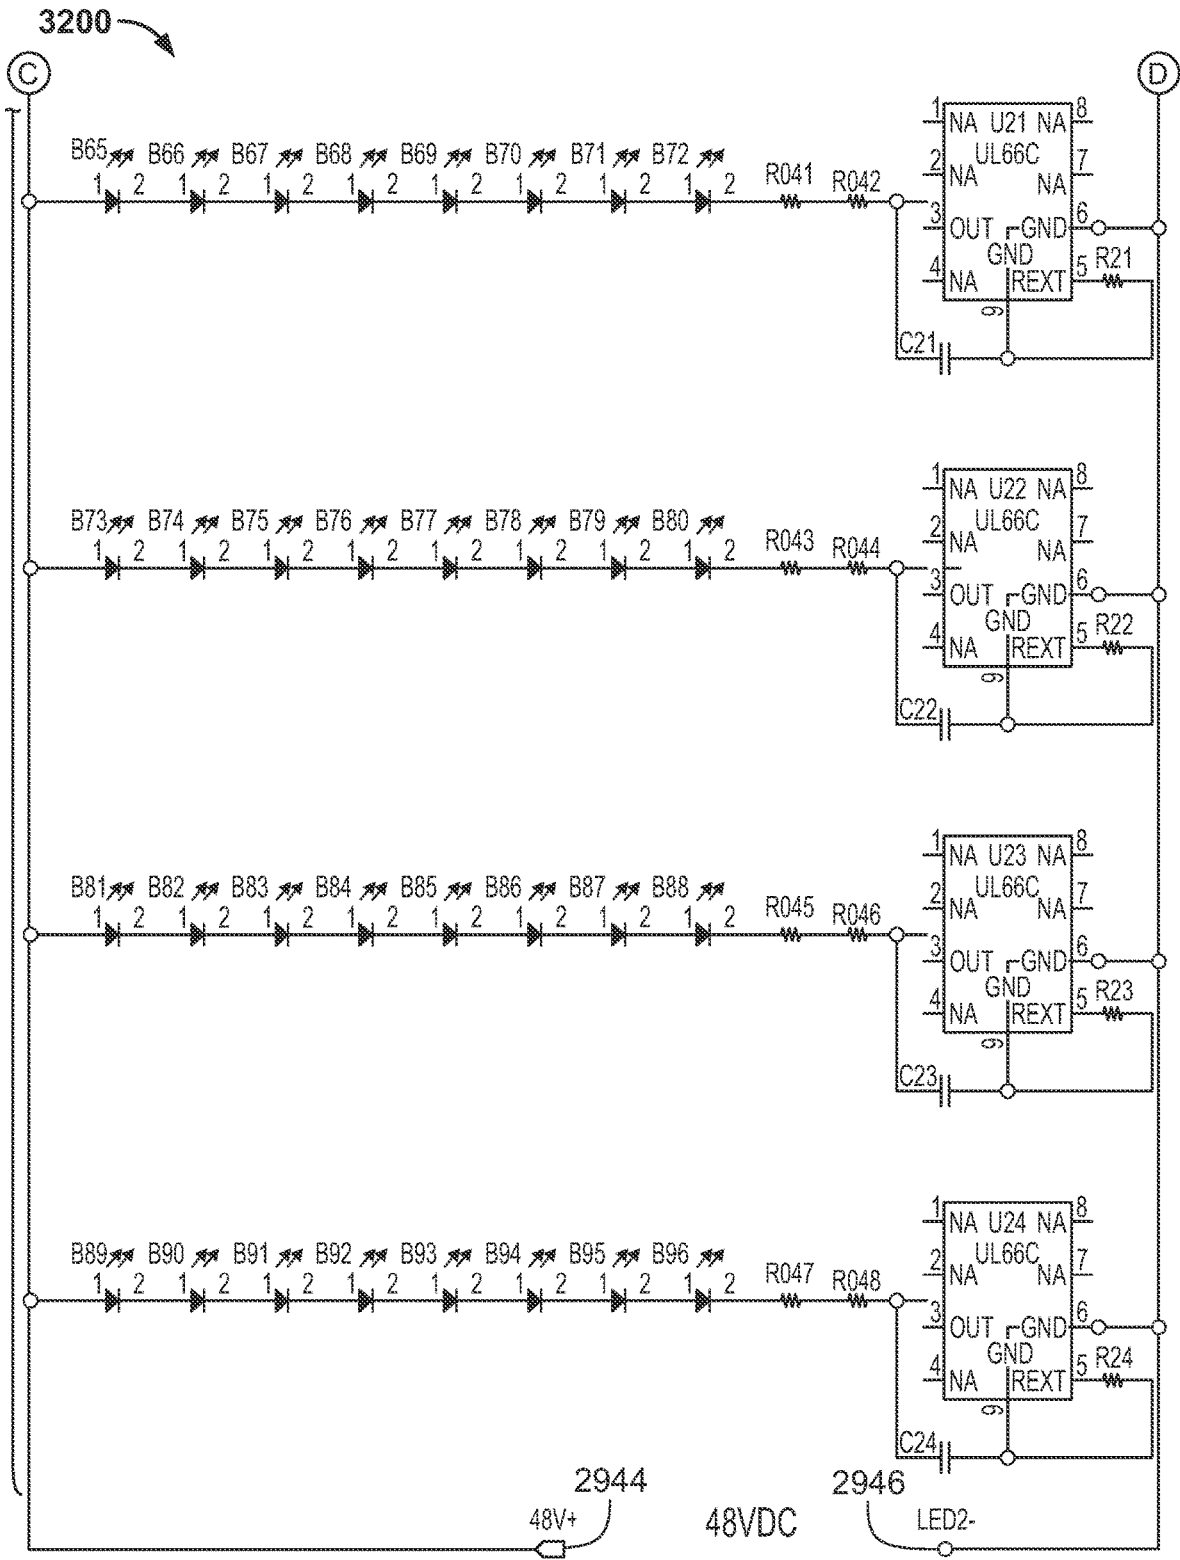 3200
C
D
B65 B66 B67 B68 B69 B70 B71 B72
1 2 1 2 1 2 1 2 1 2 1 2 1 2 1 2
R041 R042
1 NA U21 NA 8
UL66C
2 NA NA 7
3 OUT GND 6
GND
4 NA REXT 5 R21
9
C21
B73 B74 B75 B76 B77 B78 B79 B80
1 2 1 2 1 2 1 2 1 2 1 2 1 2 1 2
R043 R044
1 NA U22 NA 8
UL66C
2 NA NA 7
3 OUT GND 6
GND
4 NA REXT 5 R22
9
C22
B81 B82 B83 B84 B85 B86 B87 B88
1 2 1 2 1 2 1 2 1 2 1 2 1 2 1 2
R045 R046
1 NA U23 NA 8
UL66C
2 NA NA 7
3 OUT GND 6
GND
4 NA REXT 5 R23
9
C23
B89 B90 B91 B92 B93 B94 B95 B96
1 2 1 2 1 2 1 2 1 2 1 2 1 2 1 2
R047 R048
1 NA U24 NA 8
UL66C
2 NA NA 7
3 OUT GND 6
GND
4 NA REXT 5 R24
9
C24
2944 2946
48V+ 48VDC LED2-